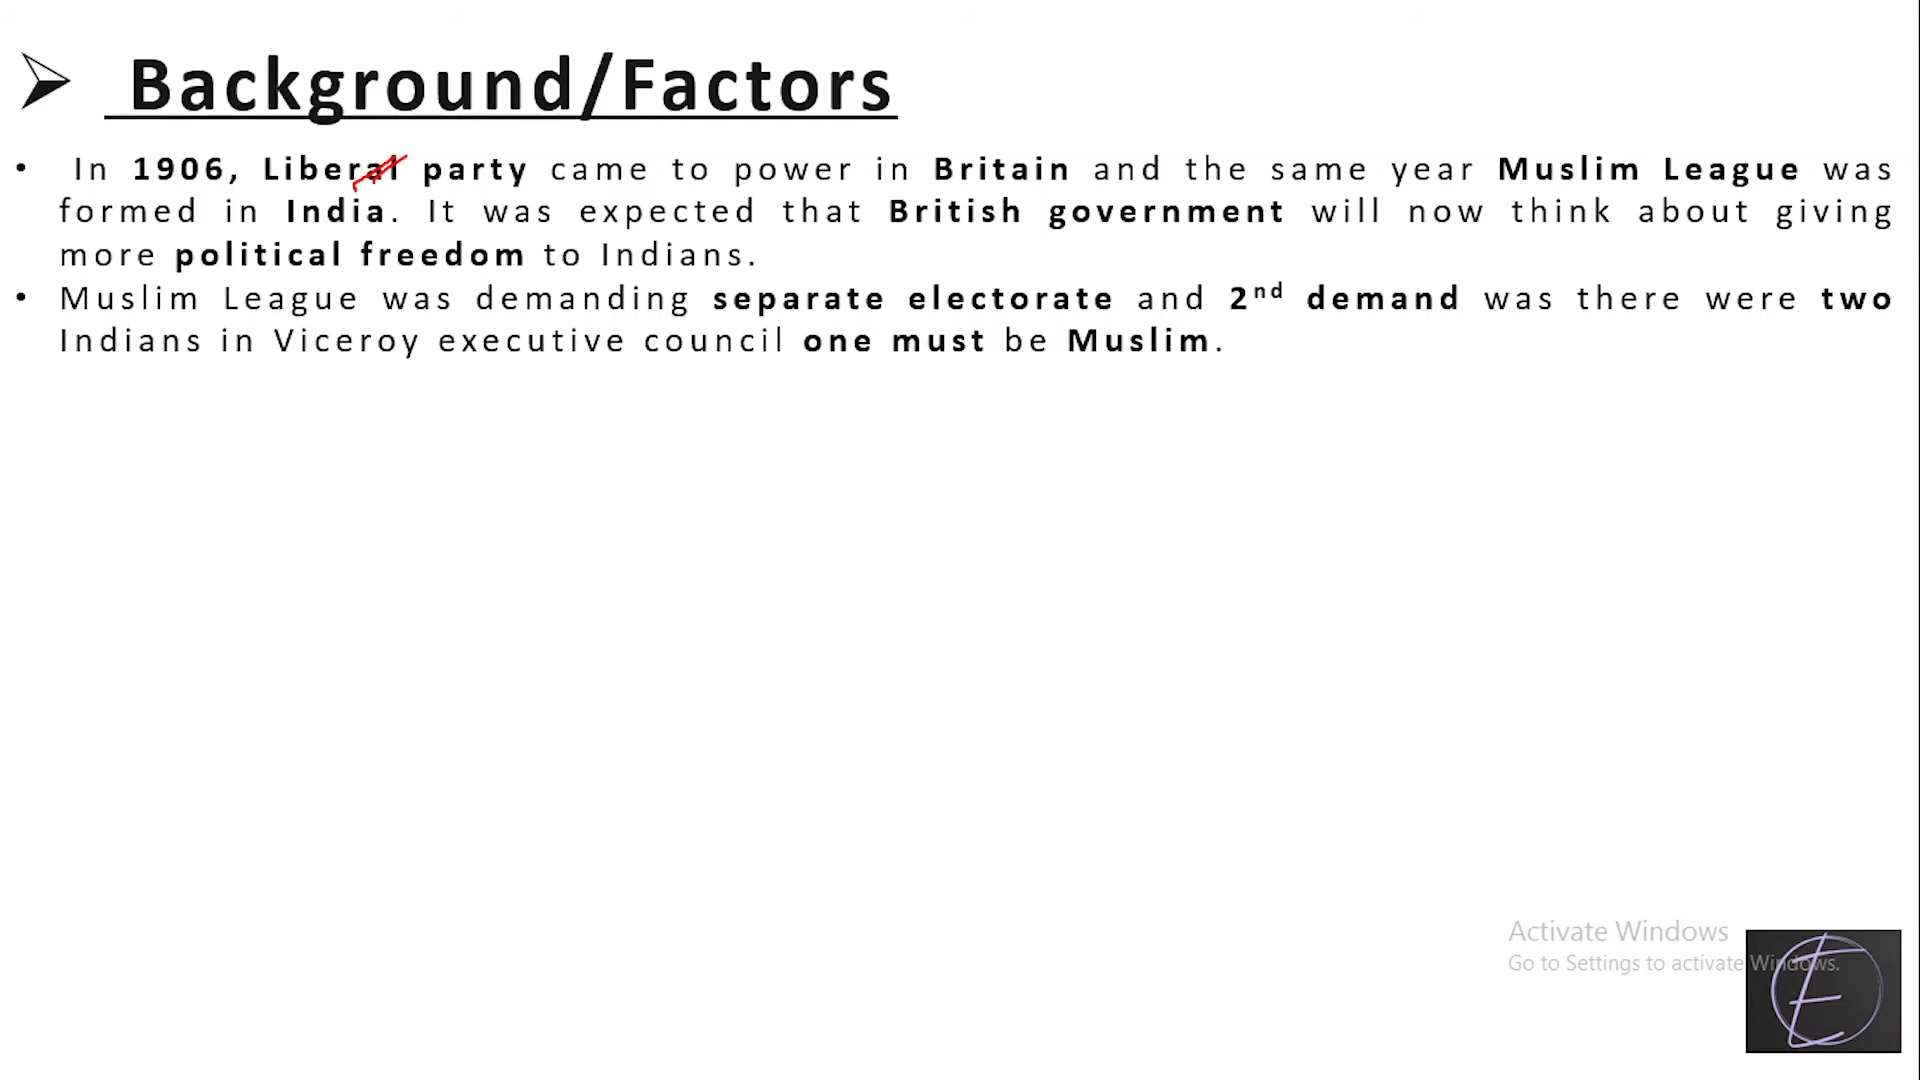 ➢ Background/Factors
• In 1906, Liberal party came to power in Britain and the same year Muslim League was
formed in India. It was expected that British government will now think about giving
more political freedom to Indians.
• Muslim League was demanding separate electorate and 2nd demand was there were two
Indians in Viceroy executive council one must be Muslim.
Activate Windows
Go to Settings to activate Windows.
E